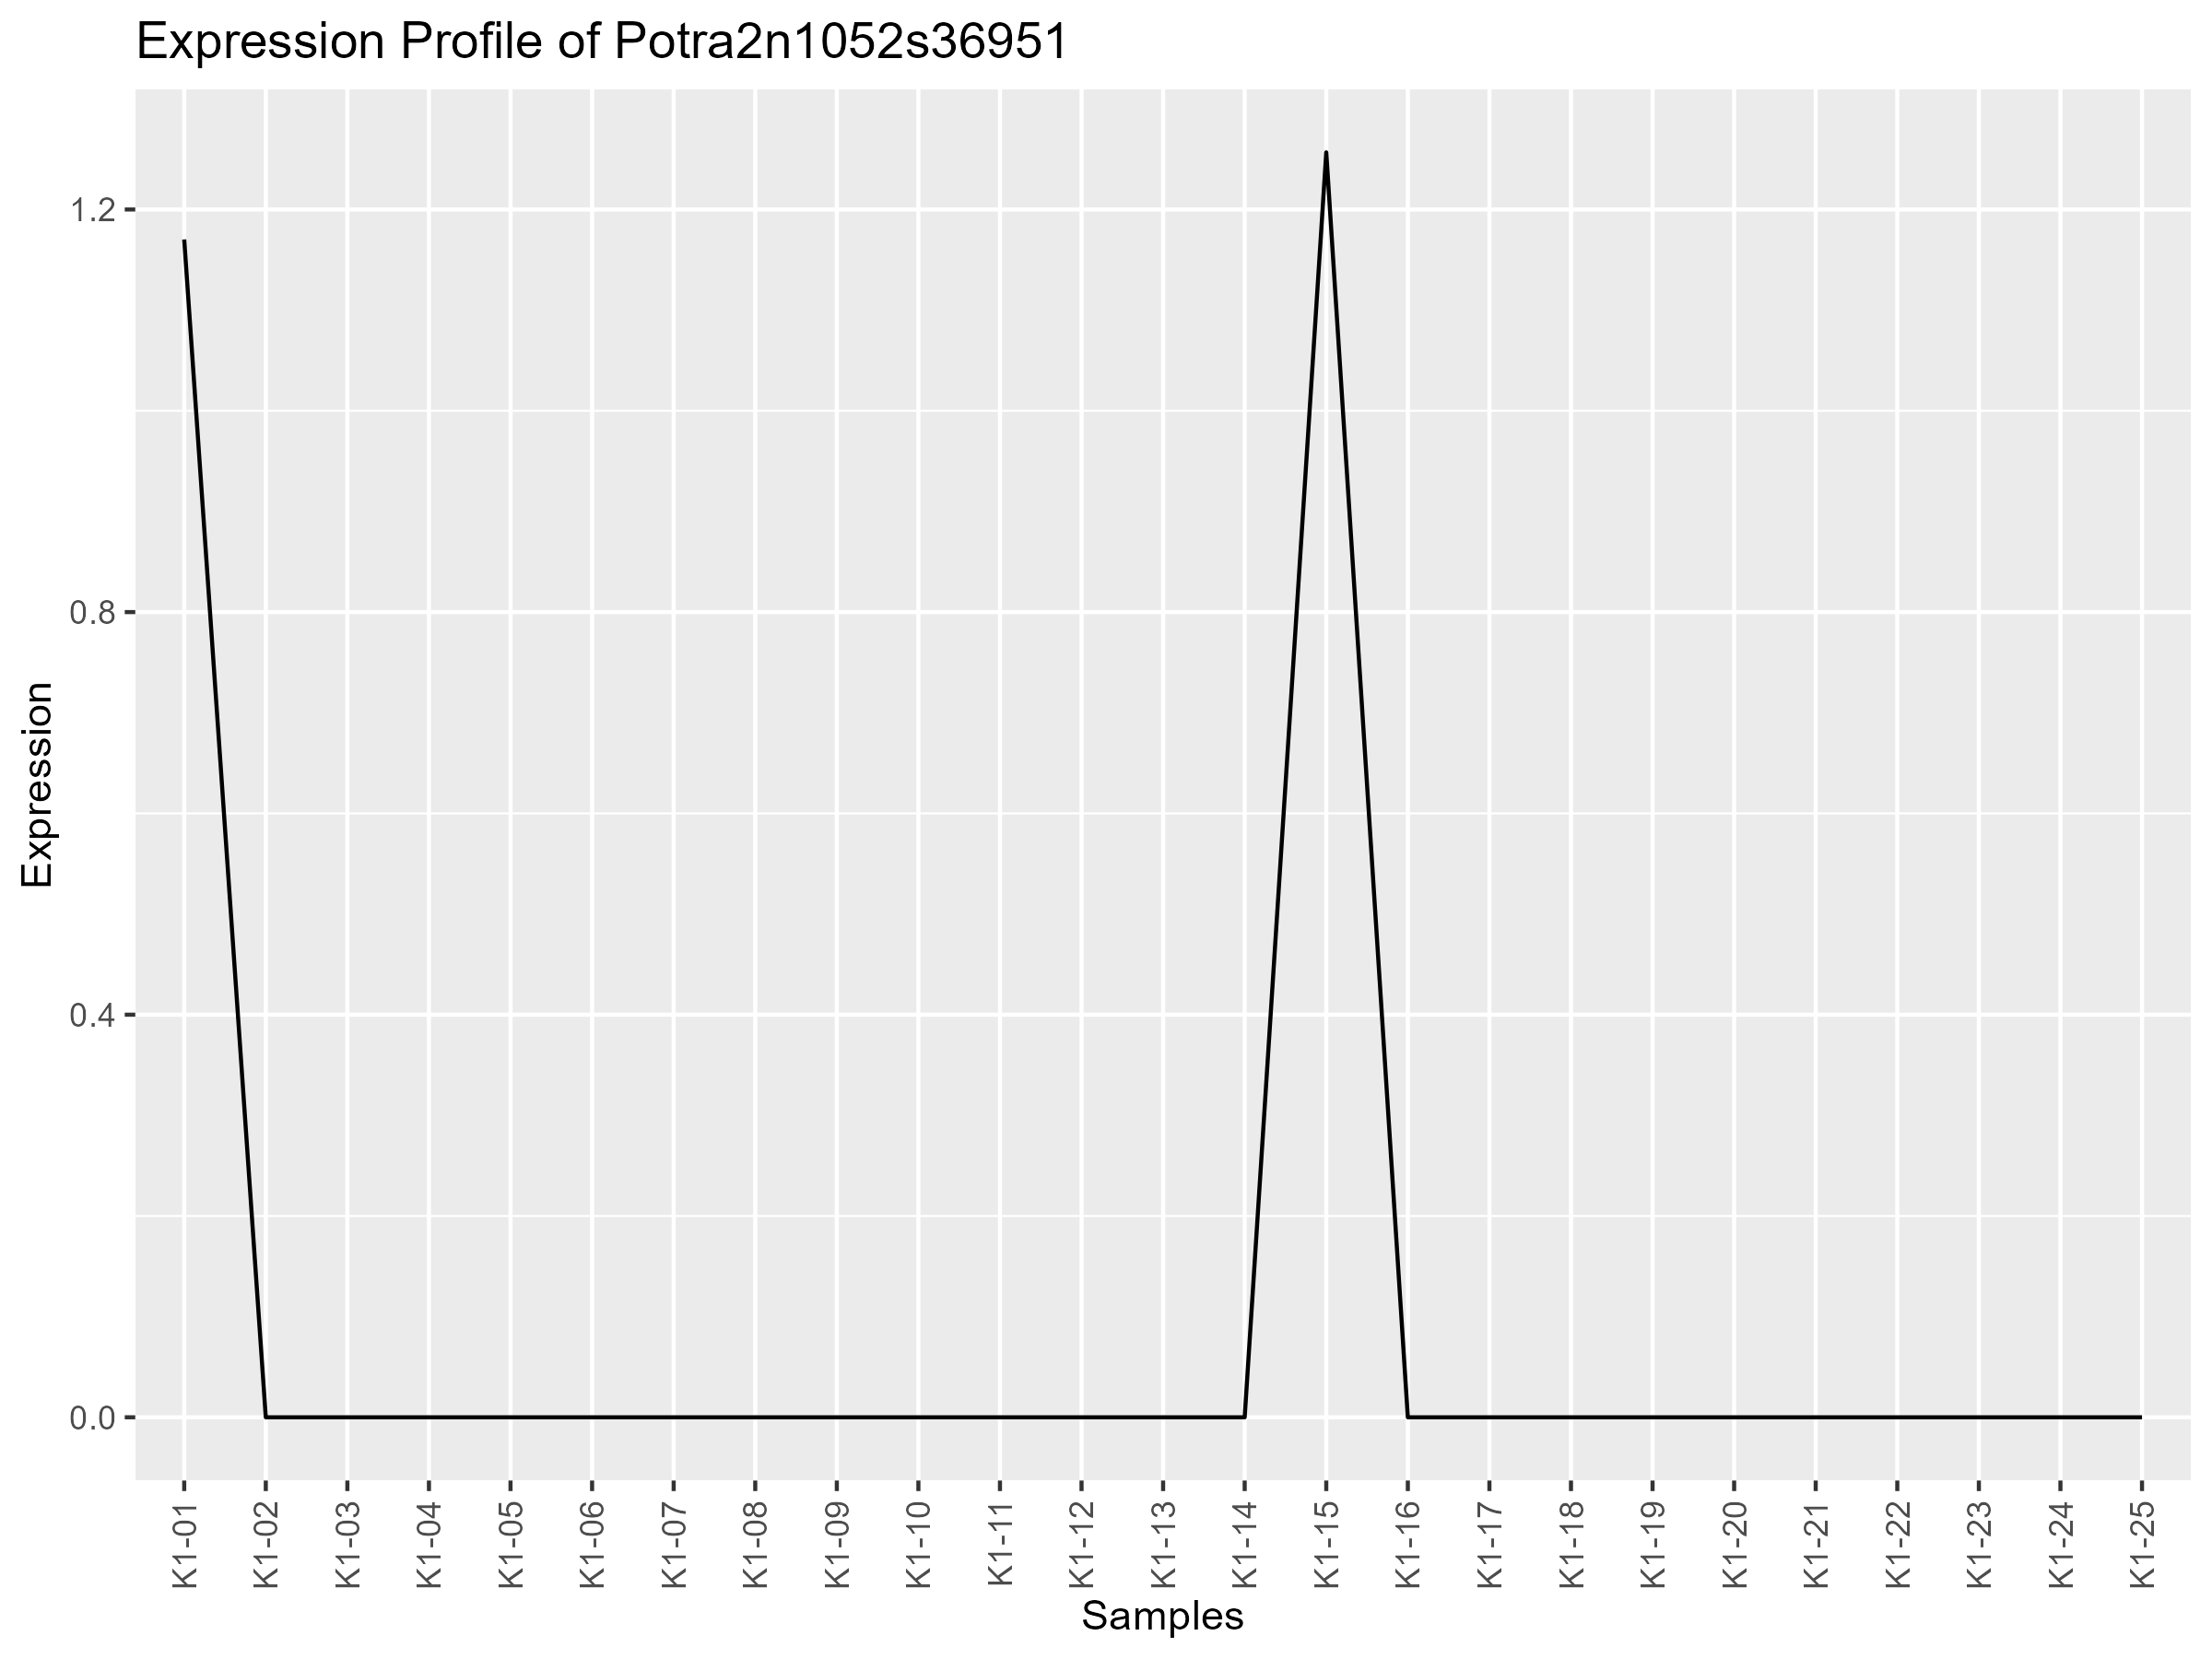 Expression Profile of Potra2n1052s36951
Expression
1.2
0.8
0.4
0.0
K1-01
K1-02
K1-03
K1-04
K1-05
K1-06
K1-07
K1-08
K1-09
K1-10
K1-11
K1-12
K1-13
K1-14
K1-15
K1-16
K1-17
K1-18
K1-19
K1-20
K1-21
K1-22
K1-23
K1-24
K1-25
Samples